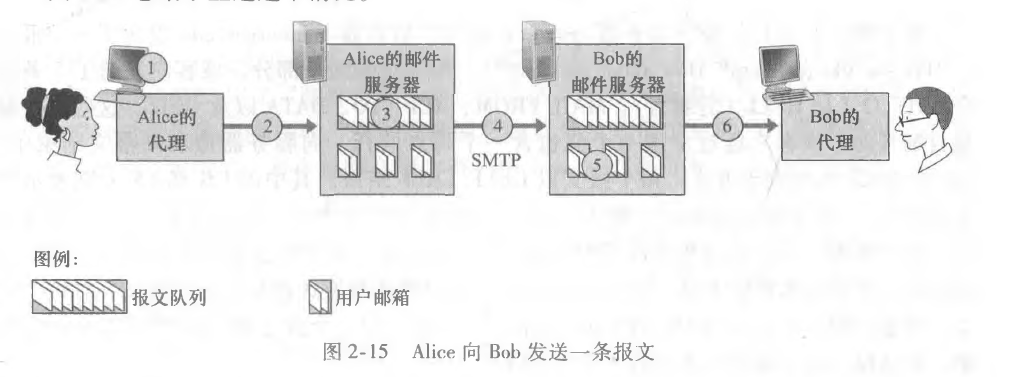 ①
Alice的
代理
②
Alice的邮件
服务器
③
④
SMTP
Bob的
邮件服务器
⑤
⑥
Bob的
代理
图例：
报文队列
用户邮箱
图 2-15 Alice 向 Bob 发送一条报文